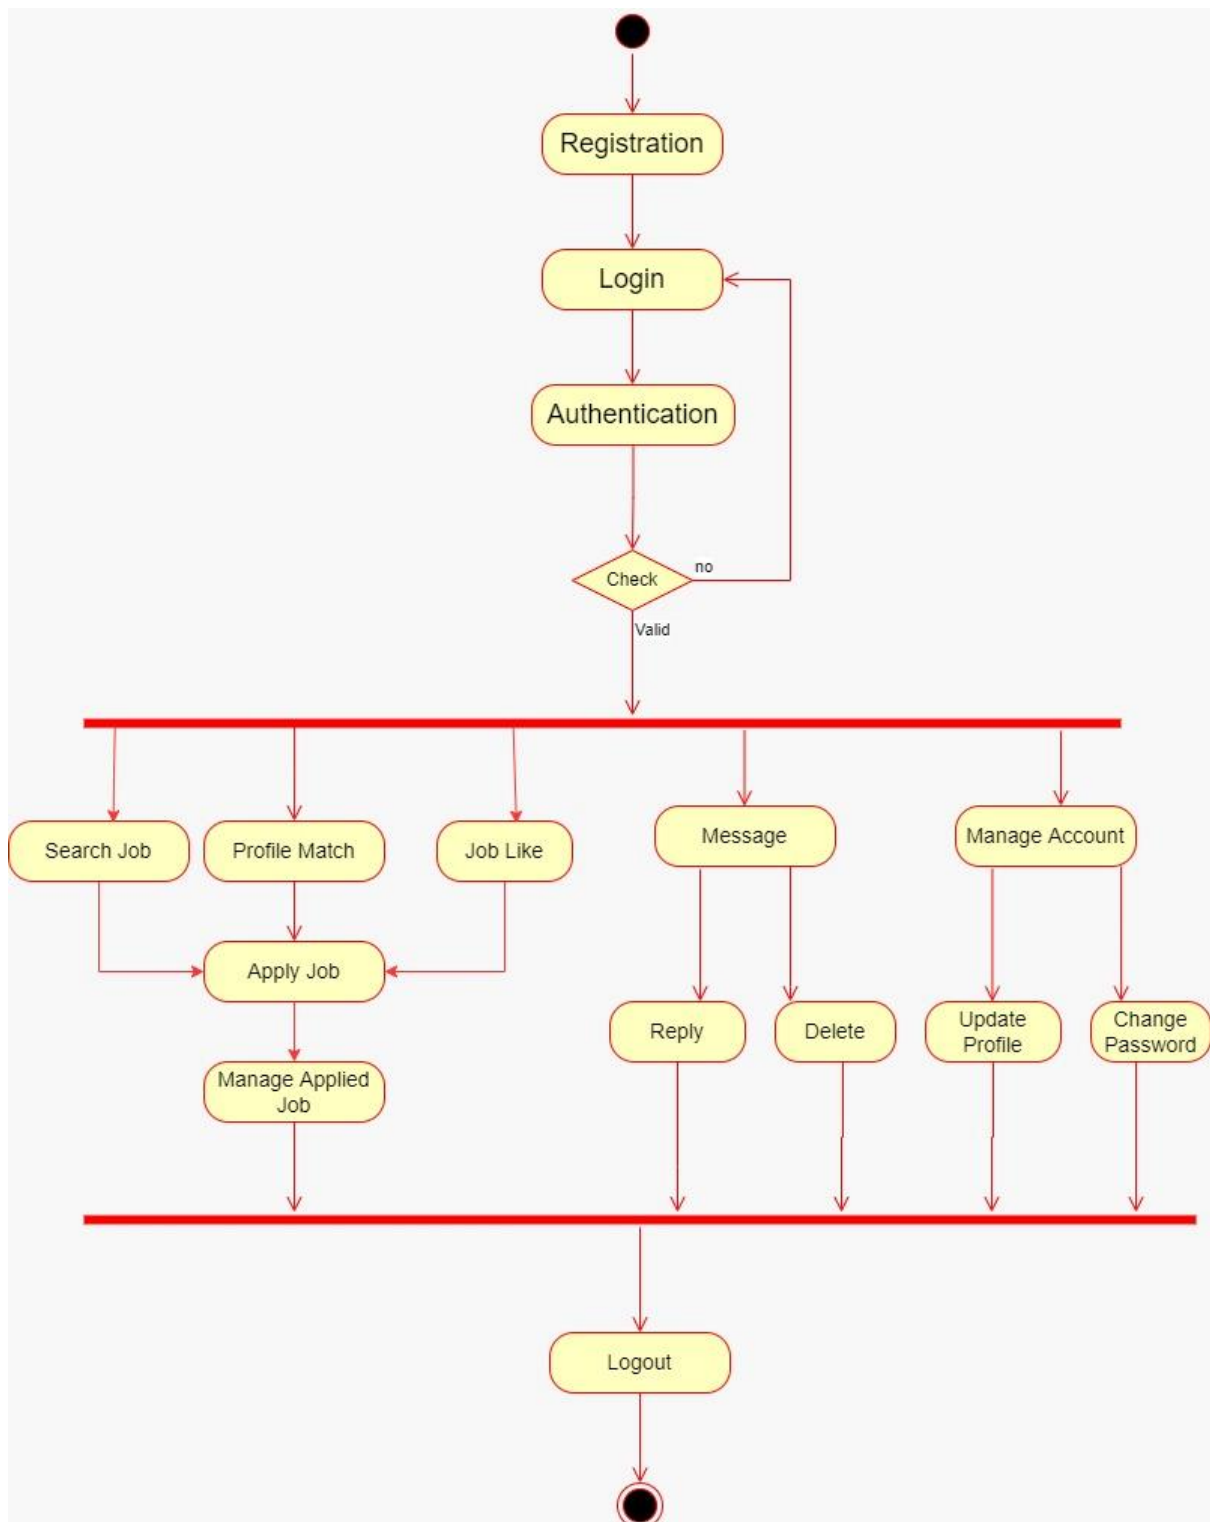 Registration
Login
Authentication
Check
no
Valid
Search Job
Profile Match
Job Like
Message
Manage Account
Apply Job
Reply
Delete
Update
Profile
Change
Password
Manage Applied
Job
Logout